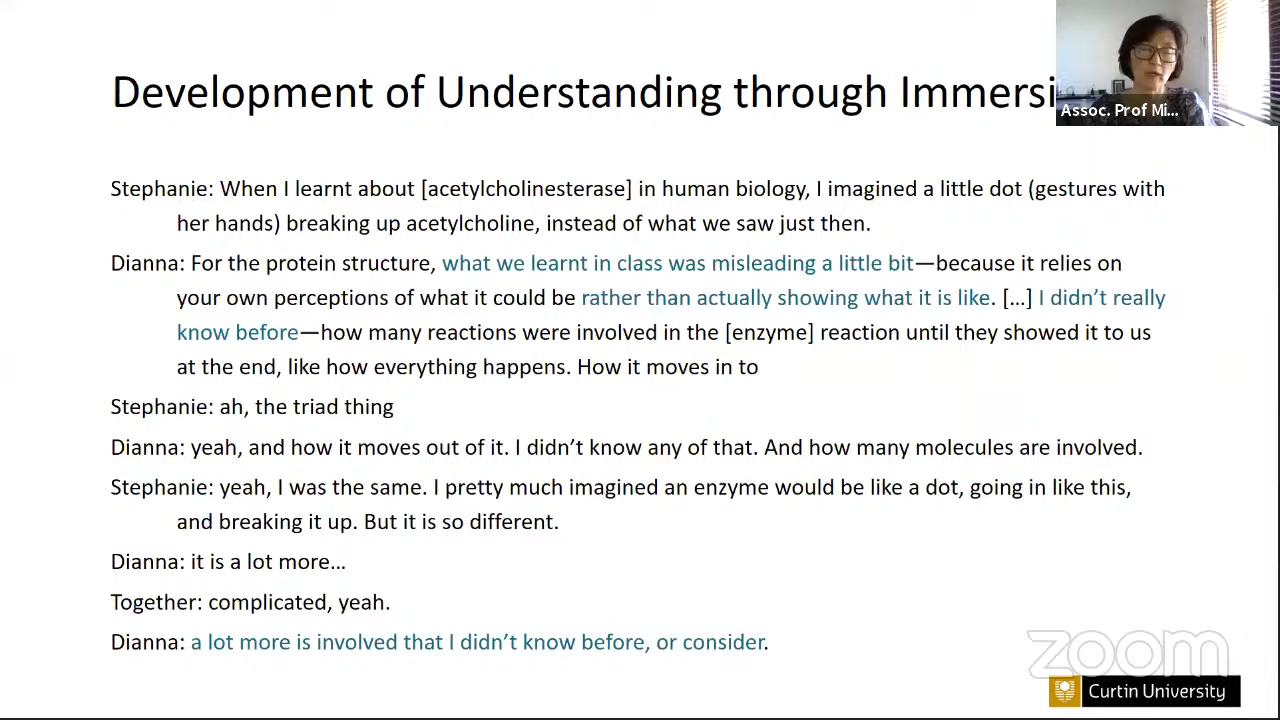 Development of Understanding through Immersi
Assoc. Prof Mi...
Stephanie: When I learnt about [acetylcholinesterase] in human biology, I imagined a little dot (gestures with
her hands) breaking up acetylcholine, instead of what we saw just then.
Dianna: For the protein structure, what we learnt in class was misleading a little bit—because it relies on
your own perceptions of what it could be rather than actually showing what it is like. […] I didn’t really
know before—how many reactions were involved in the [enzyme] reaction until they showed it to us
at the end, like how everything happens. How it moves in to
Stephanie: ah, the triad thing
Dianna: yeah, and how it moves out of it. I didn’t know any of that. And how many molecules are involved.
Stephanie: yeah, I was the same. I pretty much imagined an enzyme would be like a dot, going in like this,
and breaking it up. But it is so different.
Dianna: it is a lot more…
Together: complicated, yeah.
Dianna: a lot more is involved that I didn’t know before, or consider.
zoom
Curtin University